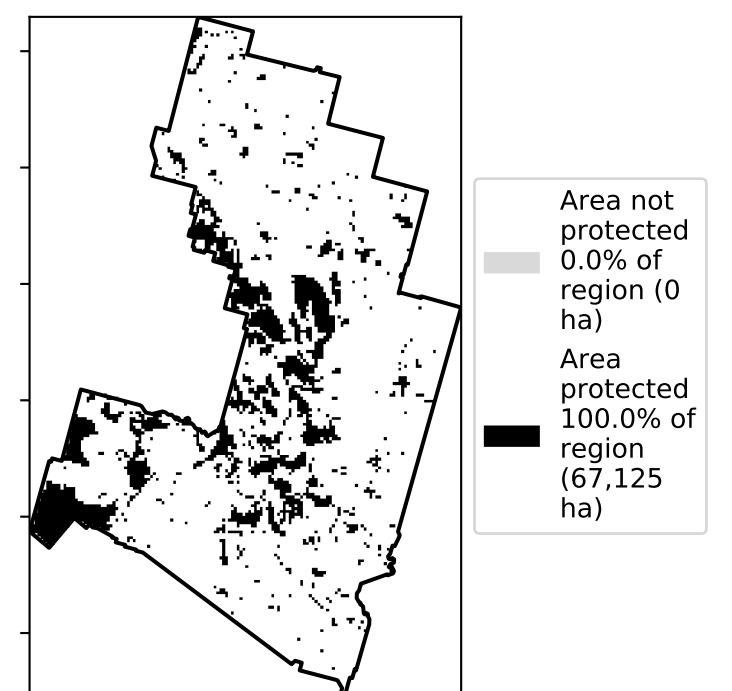 Area not
protected
0.0% of
region (0
ha)
Area
protected
100.0% of
region
(67,125
ha)